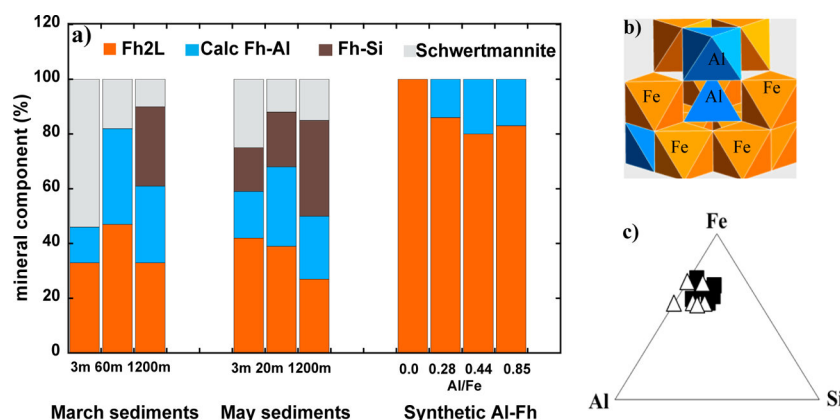 a)
Fh2L
Calc Fh-Al
Fh-Si
Schwertmannite
mineral component (%)
120
100
80
60
40
20
0
3m 60m 1200m
3m 20m 1200m
0.0 0.28 0.44 0.85
Al/Fe
March sediments
May sediments
Synthetic Al-Fh
b)
Al
Fe
Al
Fe
Fe
Fe
c)
Fe
Al
Si